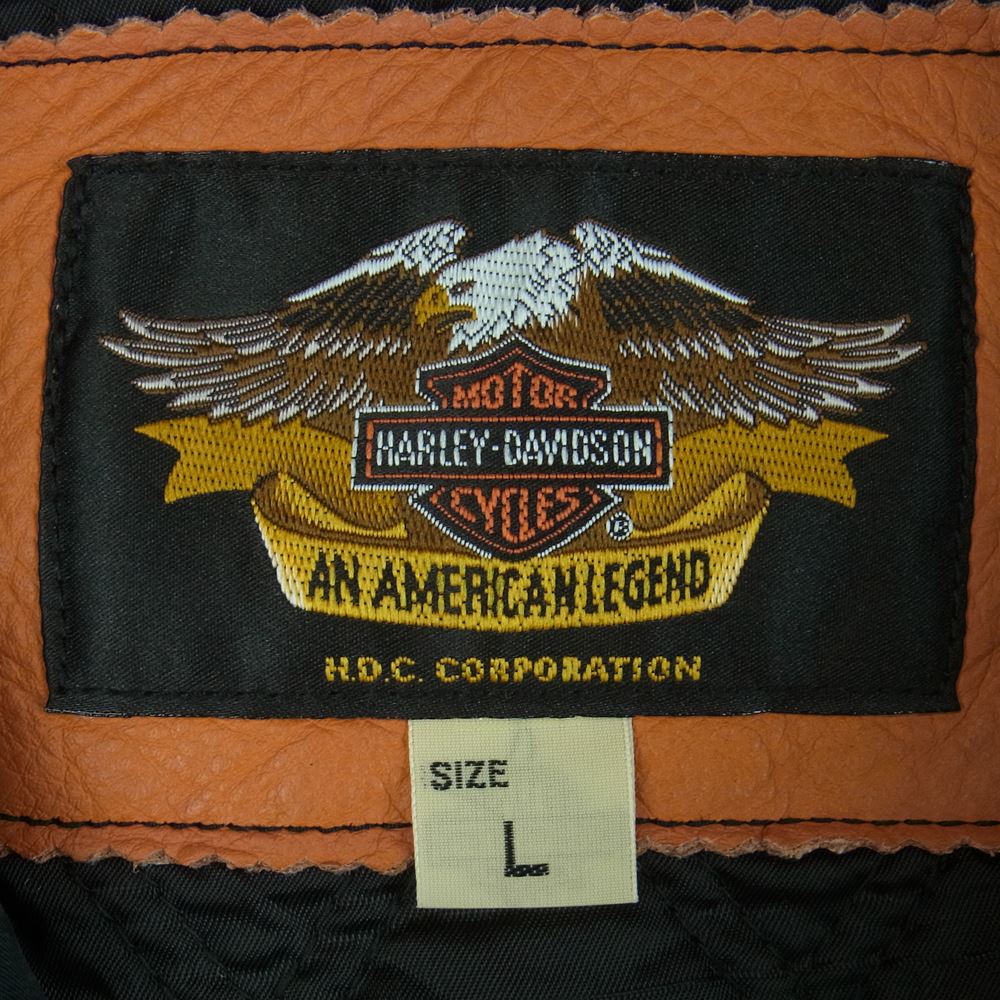 MOTOR
HARLEY-DAVIDSON
CYCLES
®
AN AMERICAN LEGEND
H.D.C. CORPORATION
SIZE
L